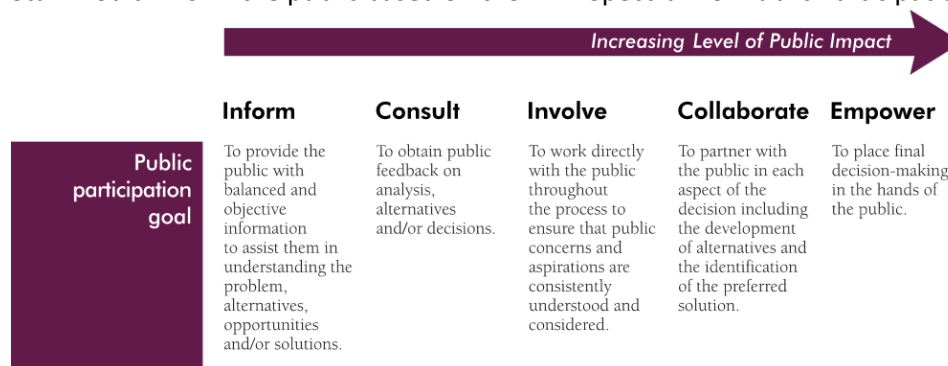 Increasing Level of Public Impact
Inform
Consult
Involve
Collaborate
Empower
Public
participation
goal
To provide the
public with
balanced and
objective
information
to assist them in
understanding the
problem,
alternatives,
opportunities
and/or solutions.
To obtain public
feedback on
analysis,
alternatives
and/or decisions.
To work directly
with the public
throughout
the process to
ensure that public
concerns and
aspirations are
consistently
understood and
considered.
To partner with
the public in each
aspect of the
decision including
the development
of alternatives and
the identification
of the preferred
solution.
To place final
decision-making
in the hands of
the public.